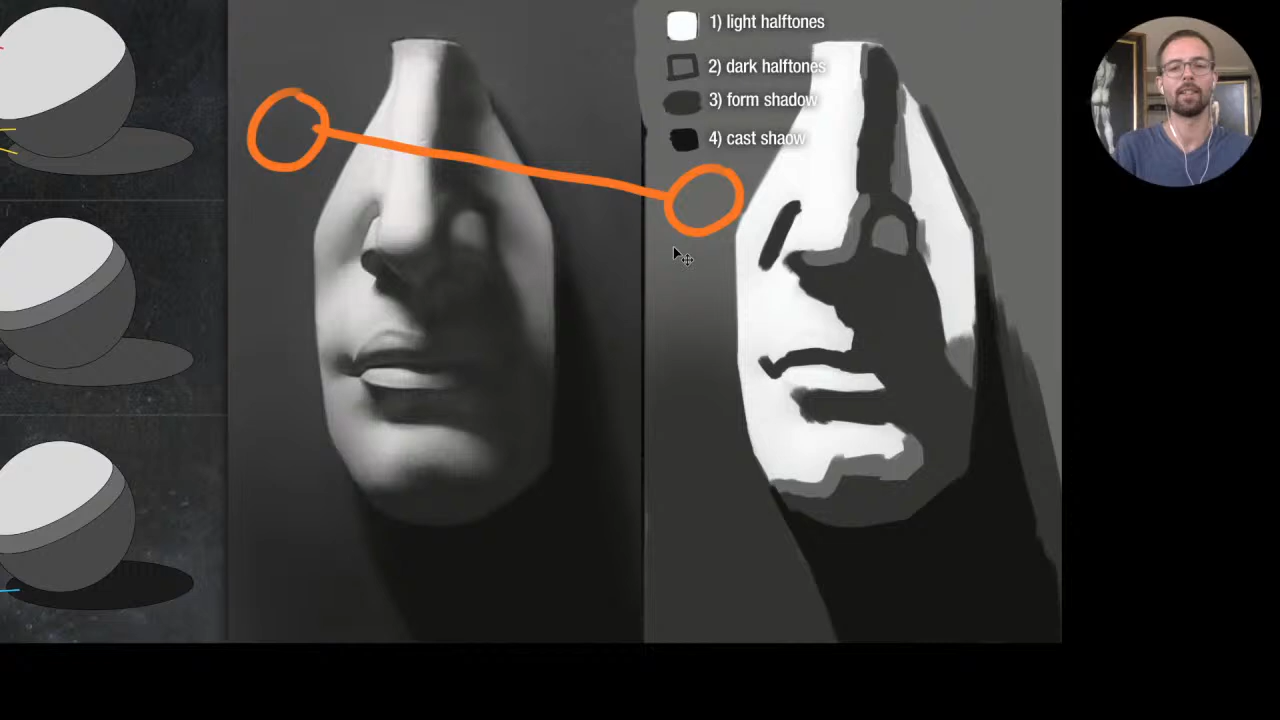 1) light halftones
2) dark halftones
3) form shadow
4) cast shaow